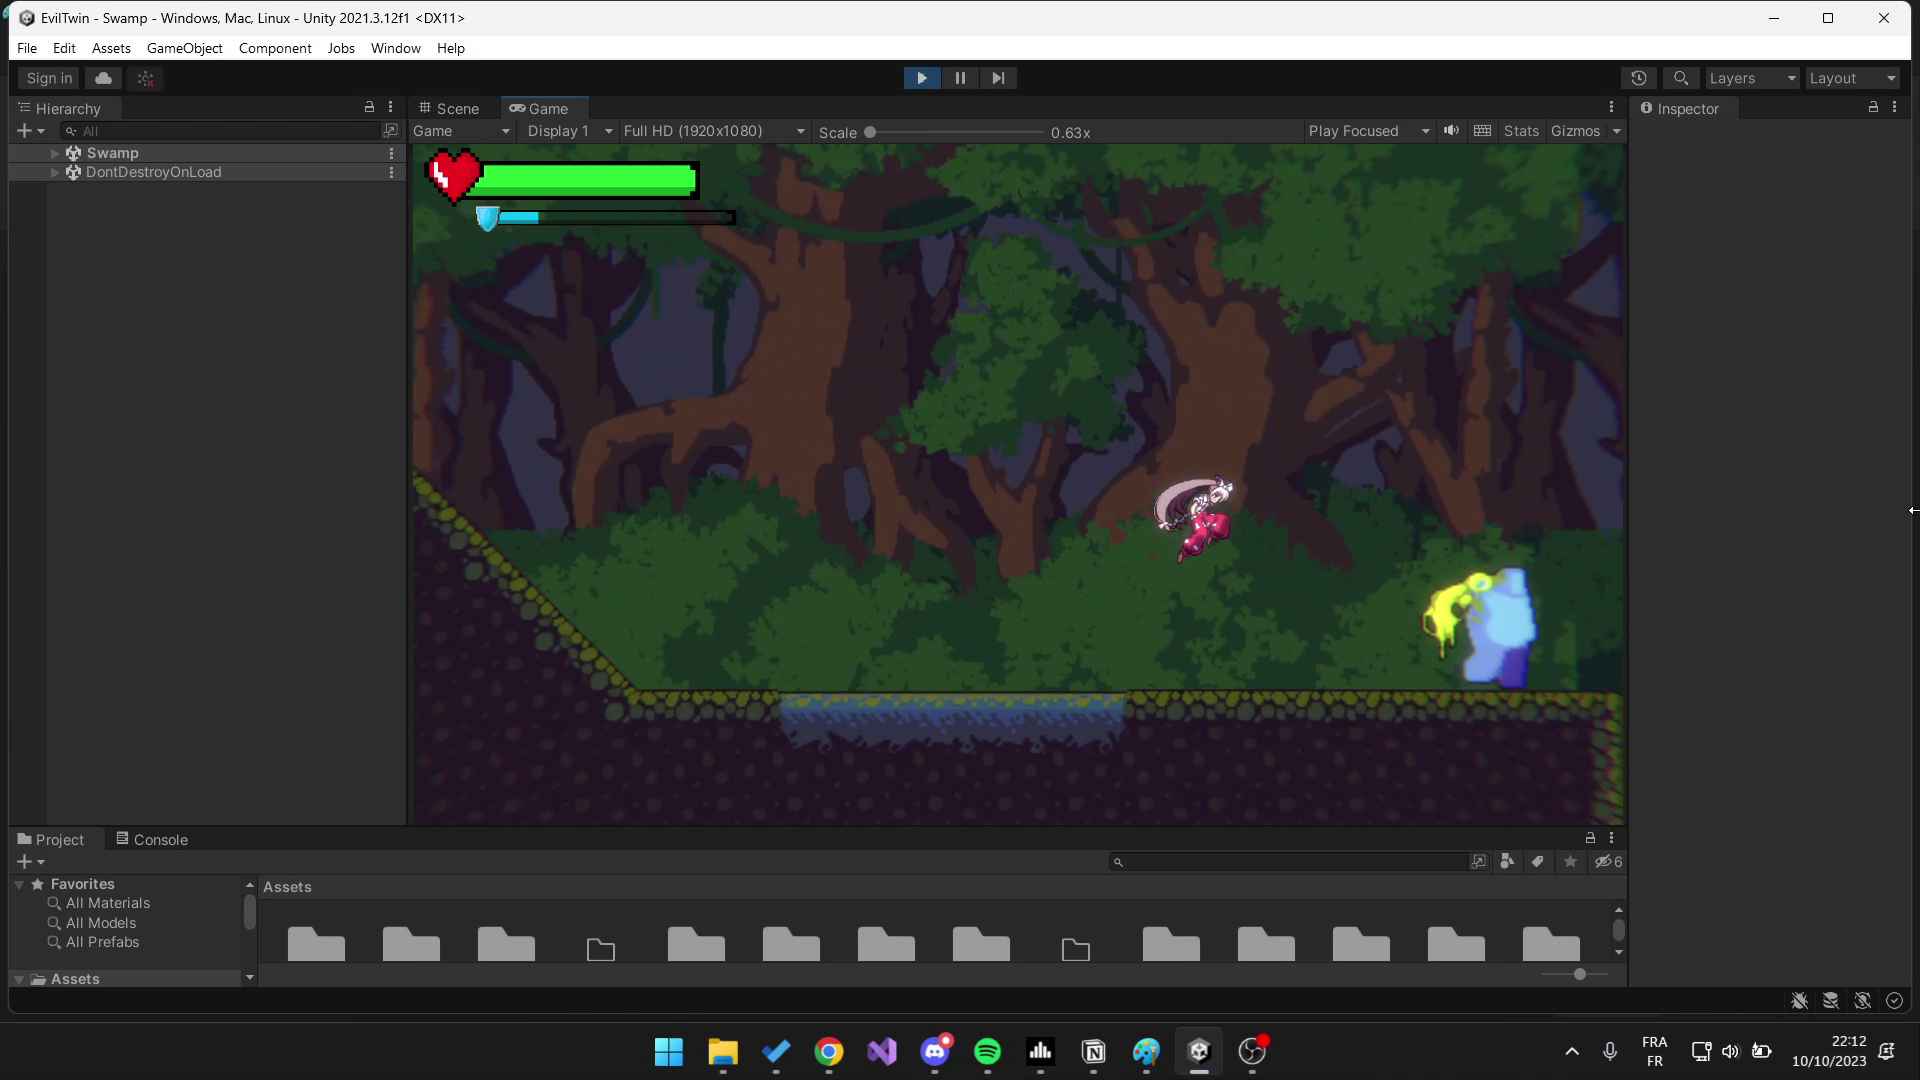 EvilTwin - Swamp - Windows, Mac, Linux - Unity 2021.3.12f1 <DX11>
File Edit Assets GameObject Component Jobs Window Help
Sign in Layers Layout
Hierarchy Scene Game Inspector
All Game Display 1 Full HD (1920x1080) Scale 0.63x Play Focused Stats Gizmos
Swamp
DontDestroyOnLoad
Project Console
6
Favorites Assets
All Materials
All Models
All Prefabs
Assets
FRA
FR
22:12
10/10/2023